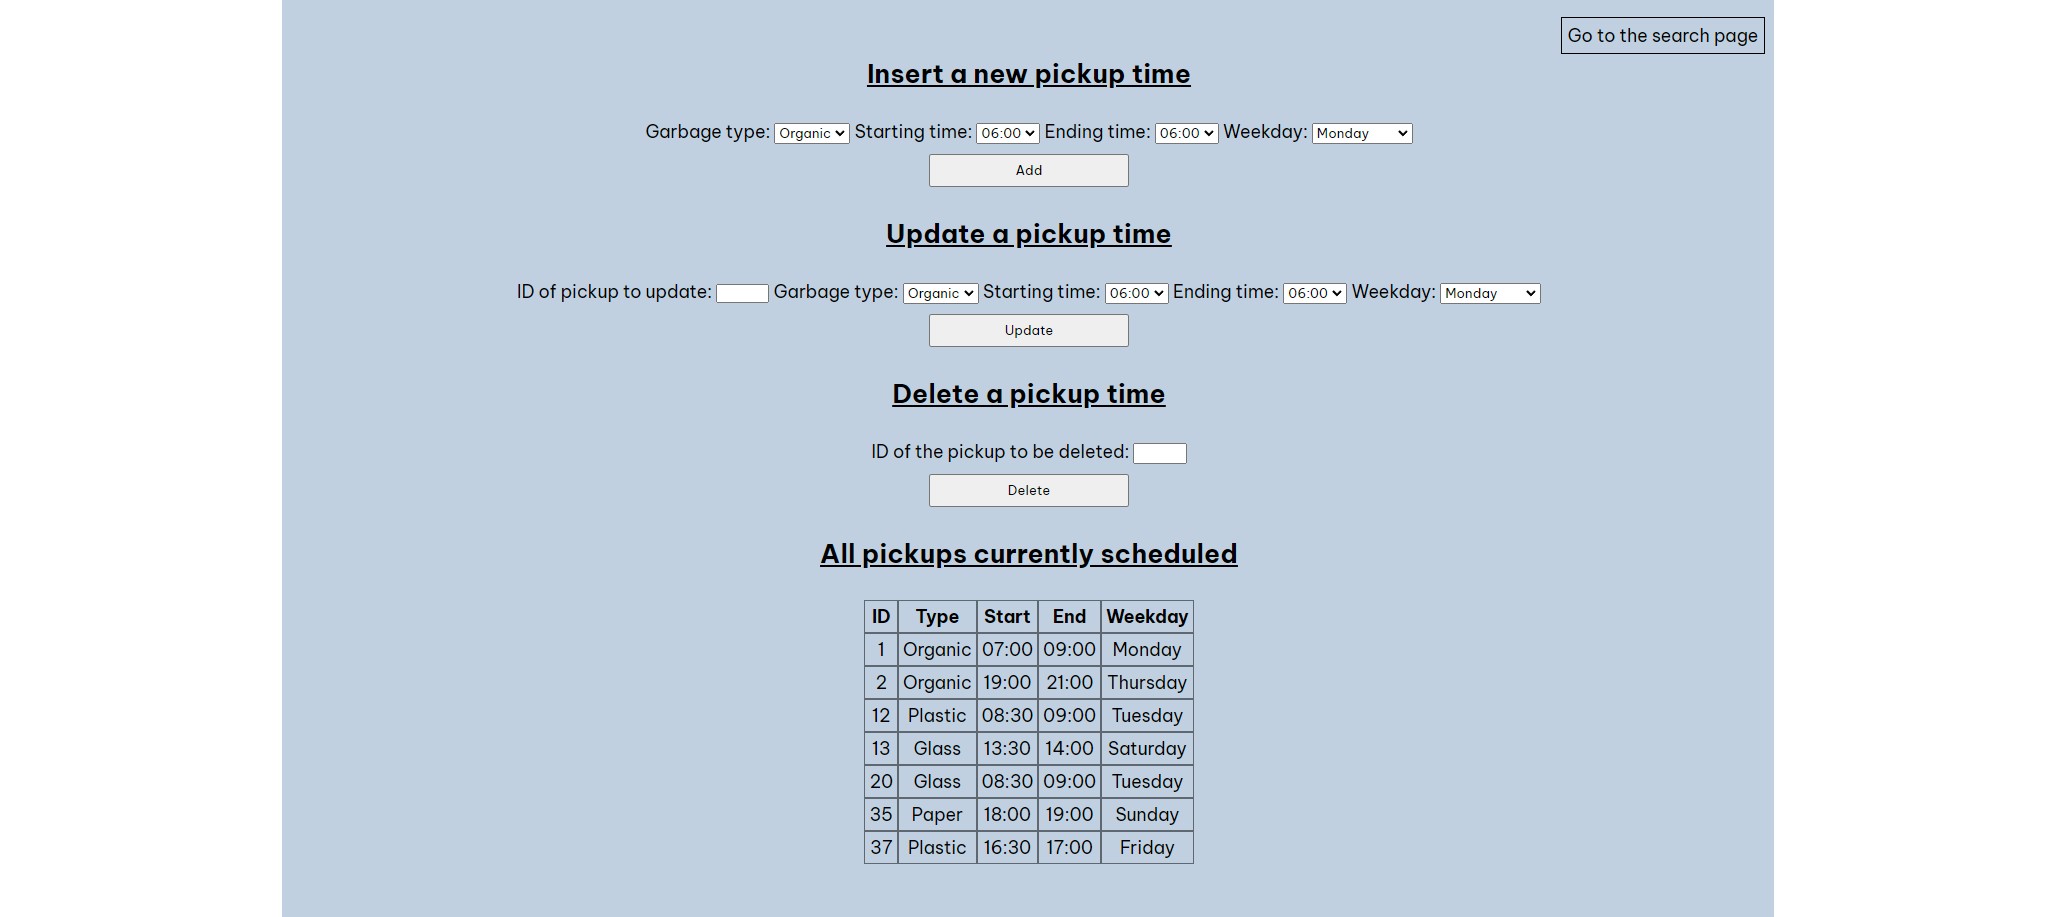 Go to the search page
Insert a new pickup time
Garbage type: Organic Starting time: 06:00 Ending time: 06:00 Weekday: Monday
Add
Update a pickup time
ID of pickup to update: Garbage type: Organic Starting time: 06:00 Ending time: 06:00 Weekday: Monday
Update
Delete a pickup time
ID of the pickup to be deleted:
Delete
All pickups currently scheduled
ID Type Start End Weekday
1 Organic 07:00 09:00 Monday
2 Organic 19:00 21:00 Thursday
12 Plastic 08:30 09:00 Tuesday
13 Glass 13:30 14:00 Saturday
20 Glass 08:30 09:00 Tuesday
35 Paper 18:00 19:00 Sunday
37 Plastic 16:30 17:00 Friday